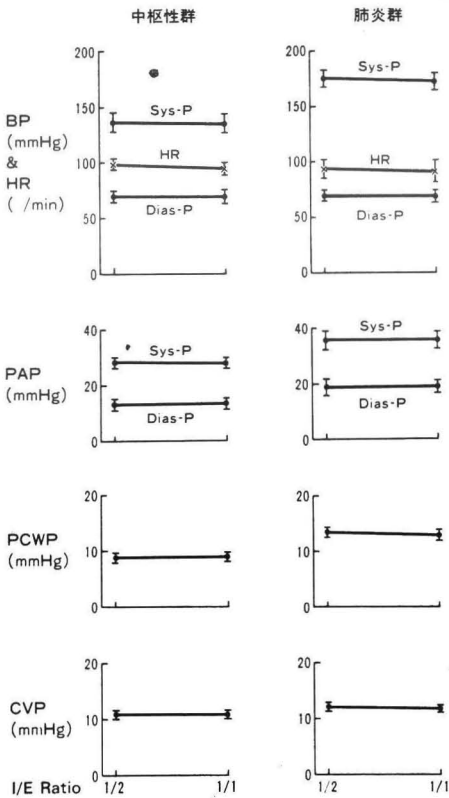 中枢性群
肺炎群
BP
(mmHg)
&
HR
( /min)
200
150
100
50
0
Sys-P
HR
Dias-P
200
150
100
50
0
Sys-P
HR
Dias-P
PAP
(mmHg)
40
20
0
Sys-P
Dias-P
40
20
0
Sys-P
Dias-P
PCWP
(mmHg)
20
10
0
20
10
0
CVP
(mmHg)
20
10
0
20
10
0
I/E Ratio
1/2
1/1
1/2
1/1